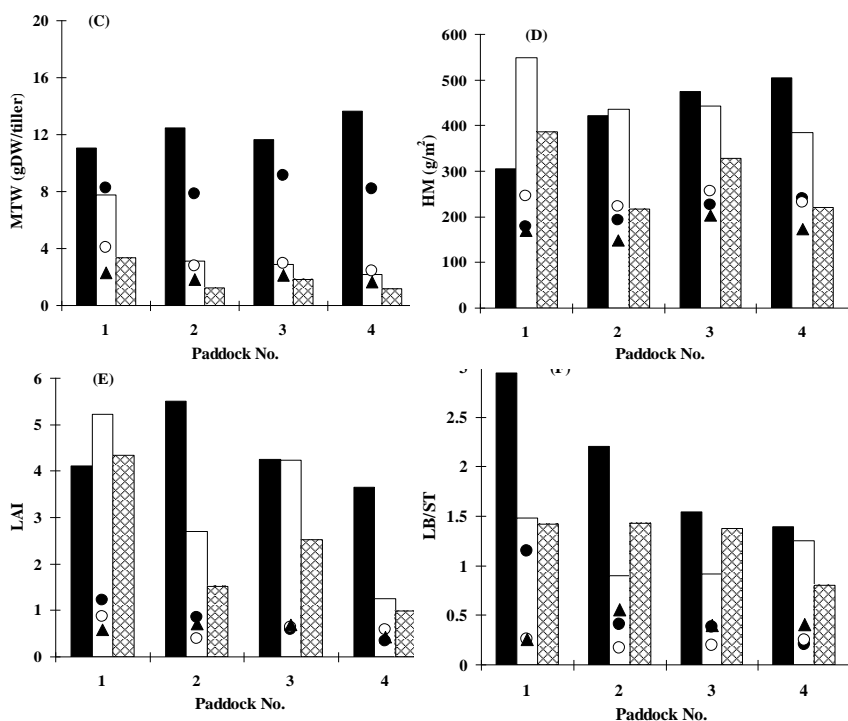 (C)
20
16
12
8
4
0
MTW (gDW/tiller)
1 2 3 4
Paddock No.
(D)
600
500
400
300
200
100
0
HM (g/m²)
1 2 3 4
Paddock No.
(E)
6
5
4
3
2
1
0
LAI
1 2 3 4
Paddock No.
(F)
3
2.5
2
1.5
1
0.5
0
LB/ST
1 2 3 4
Paddock No.